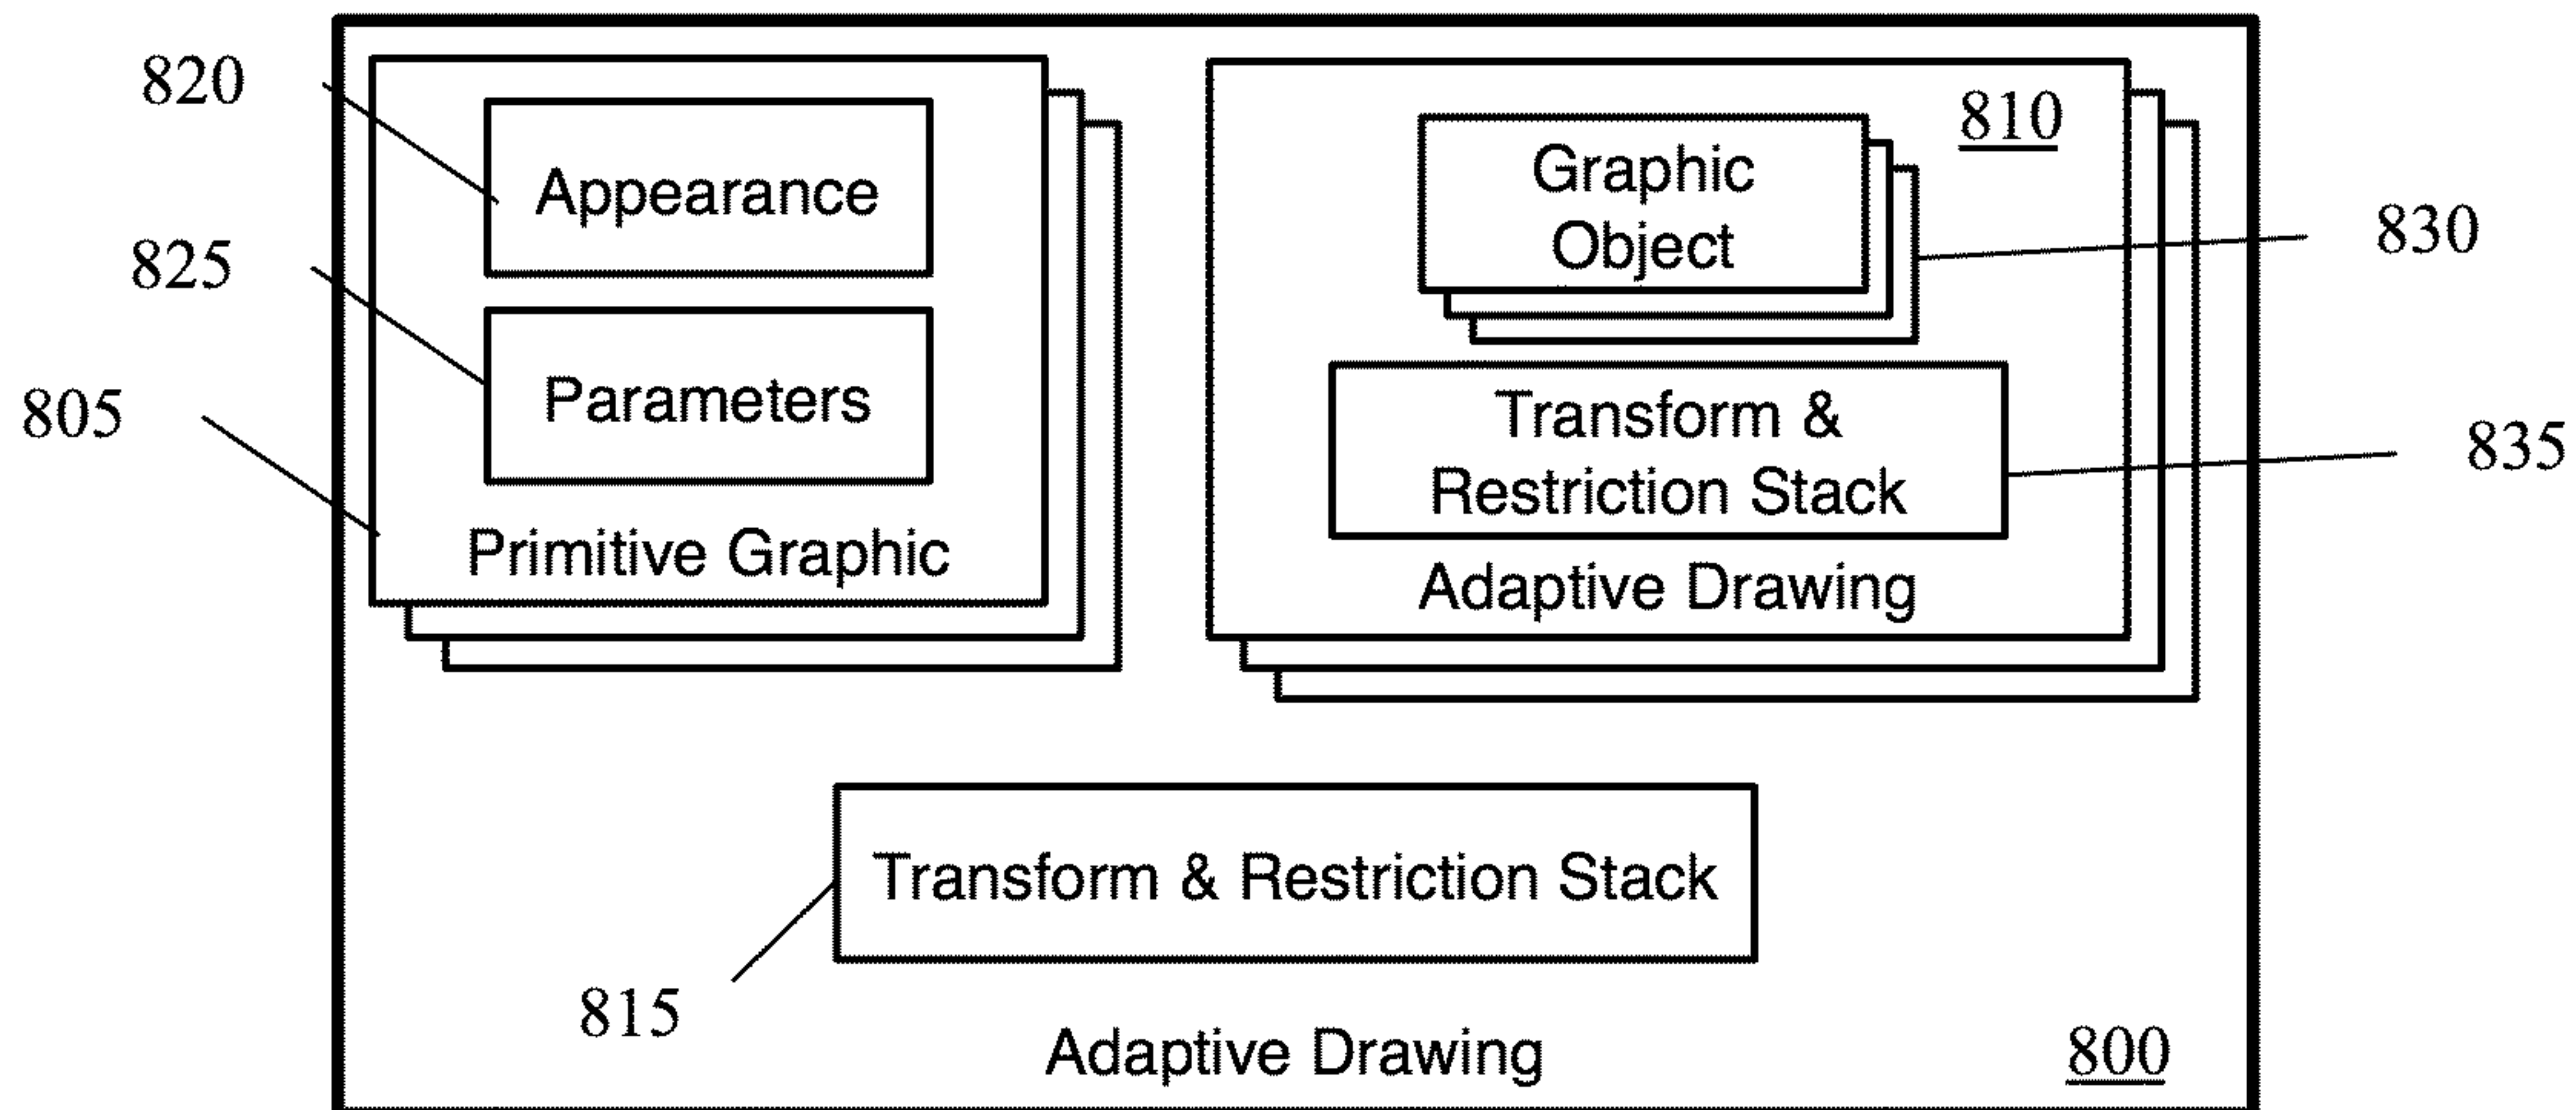 820
Appearance
825
Parameters
805
Primitive Graphic
810
Graphic
Object
830
Transform &
Restriction Stack
835
Adaptive Drawing
Transform & Restriction Stack
815
Adaptive Drawing
800